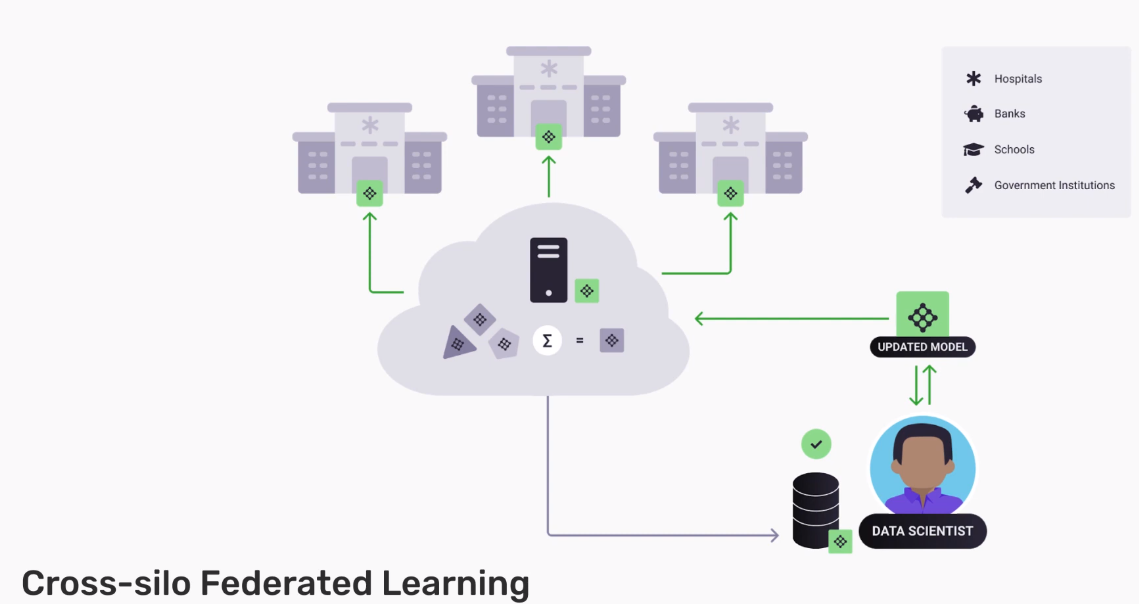 Hospitals
Banks
Schools
Government Institutions
Σ =
UPDATED MODEL
DATA SCIENTIST
Cross-silo Federated Learning